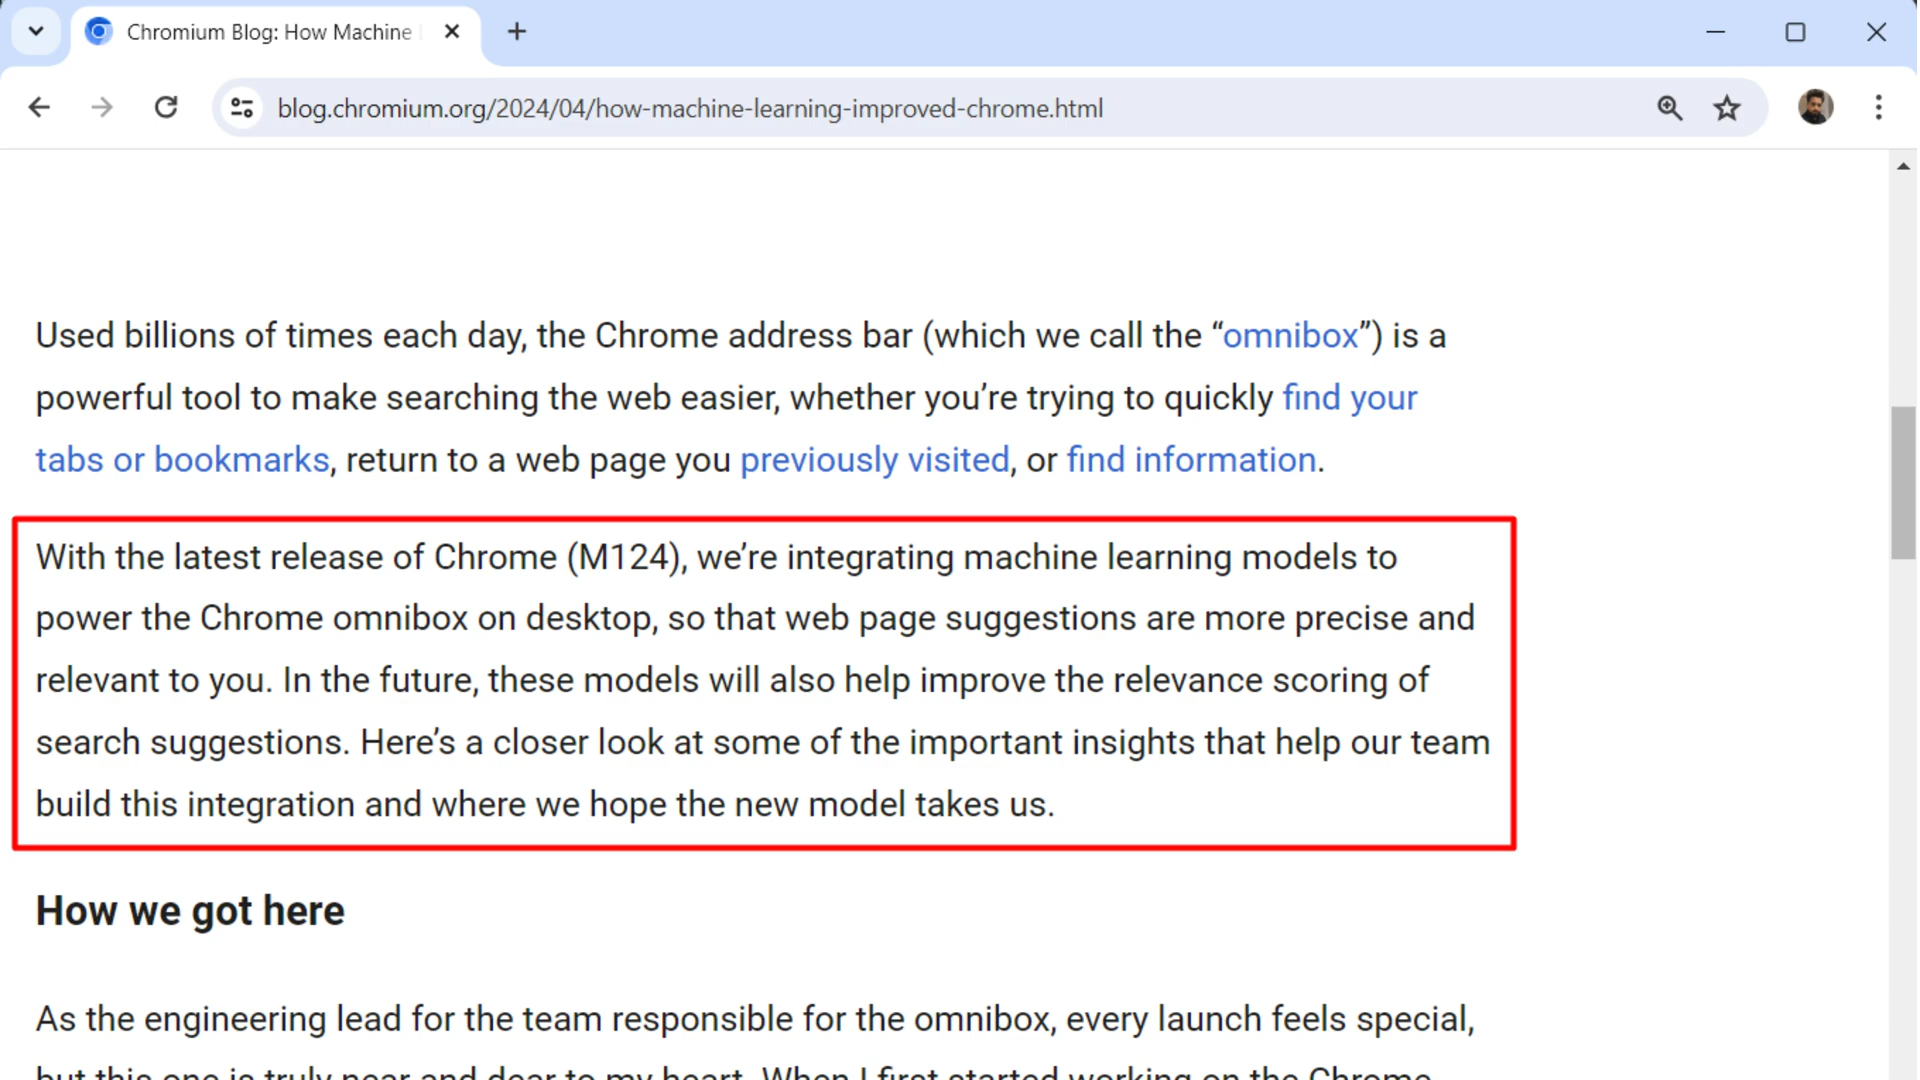 Chromium Blog: How Machine
blog.chromium.org/2024/04/how-machine-learning-improved-chrome.html
Used billions of times each day, the Chrome address bar (which we call the “omnibox”) is a
powerful tool to make searching the web easier, whether you’re trying to quickly find your
tabs or bookmarks, return to a web page you previously visited, or find information.
With the latest release of Chrome (M124), we’re integrating machine learning models to
power the Chrome omnibox on desktop, so that web page suggestions are more precise and
relevant to you. In the future, these models will also help improve the relevance scoring of
search suggestions. Here’s a closer look at some of the important insights that help our team
build this integration and where we hope the new model takes us.
How we got here
As the engineering lead for the team responsible for the omnibox, every launch feels special,
but this one is truly near and dear to my heart. When I first started working on the Chrome